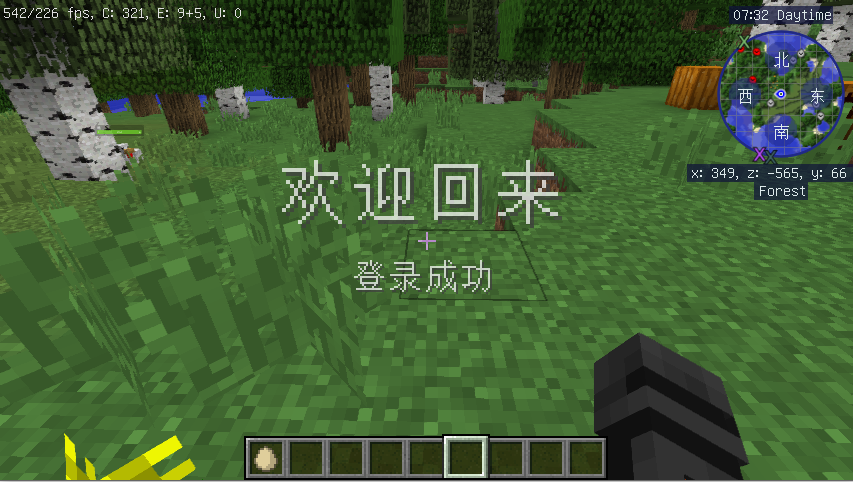 542/226 fps, C: 321, E: 9+5, U: 0
07:32 Daytime
北
西
东
南
x: 349, z: -565, y: 66
Forest
欢迎回来
登录成功